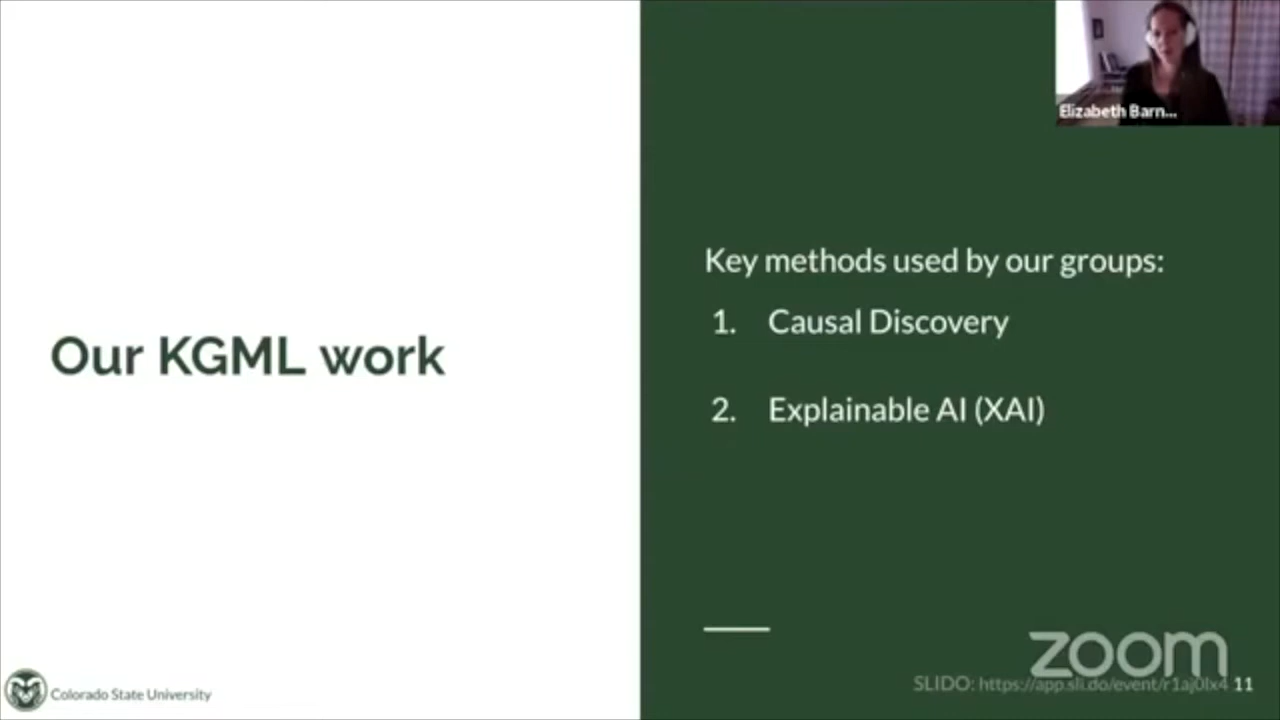 Elizabeth Barn...
Our KGML work
Key methods used by our groups:
1. Causal Discovery
2. Explainable AI (XAI)
zoom
Colorado State University
SLIDO: https://app.sli.do/event/r1aj0lx4 11